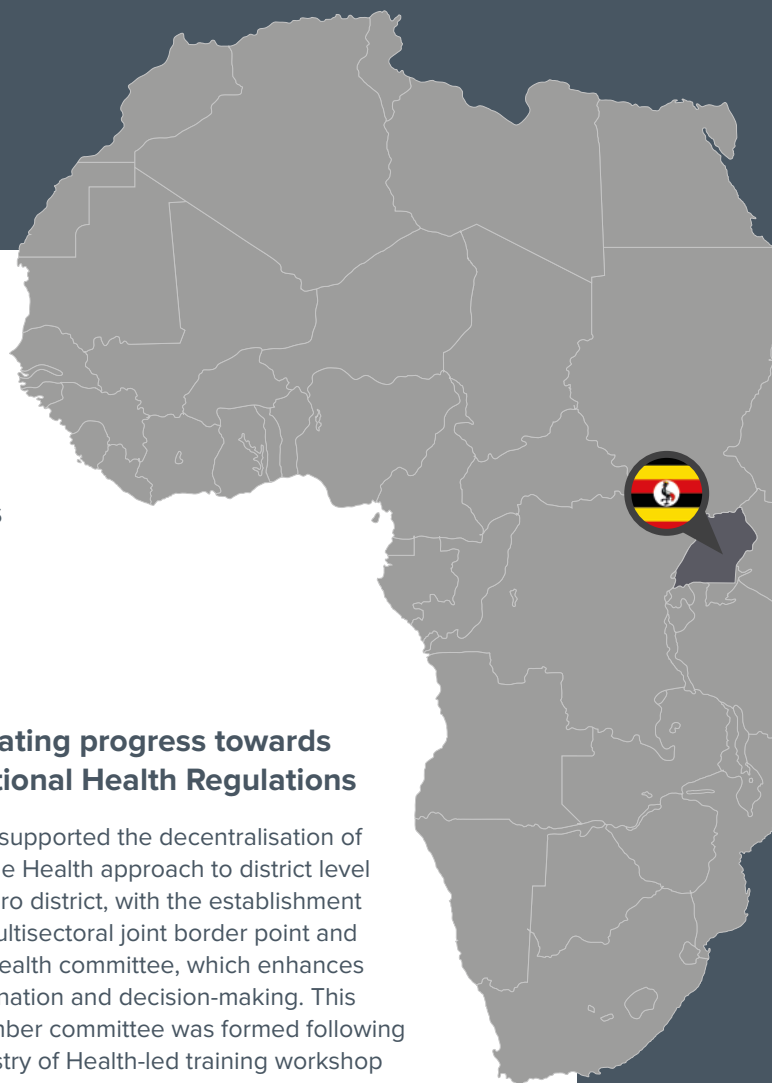 s
ating progress towards
tional Health Regulations
supported the decentralisation of
e Health approach to district level
ro district, with the establishment
ultisectoral joint border point and
ealth committee, which enhances
nation and decision-making. This
nber committee was formed following
stry of Health-led training workshop